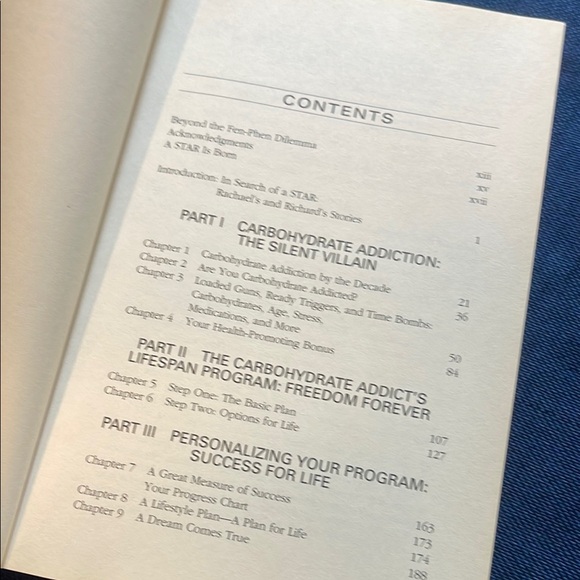 CONTENTS
Beyond the Fen-Phen Dilemma xiii
Acknowledgments xv
A STAR Is Born xvii
Introduction: In Search of a STAR:
Rachael's and Richard's Stories 1
PART I CARBOHYDRATE ADDICTION:
THE SILENT VILLAIN
Chapter 1 Carbohydrate Addiction by the Decade 21
Chapter 2 Are You Carbohydrate Addicted? 36
Chapter 3 Loaded Guns, Ready Triggers, and Time Bombs:
Carbohydrates, Age, Stress,
Medications, and More 50
Chapter 4 Your Health-Promoting Bonus 84
PART II THE CARBOHYDRATE ADDICT'S
LIFESPAN PROGRAM: FREEDOM FOREVER
Chapter 5 Step One: The Basic Plan 107
Chapter 6 Step Two: Options for Life 127
PART III PERSONALIZING YOUR PROGRAM:
SUCCESS FOR LIFE
Chapter 7 A Great Measure of Success 163
Your Progress Chart 173
Chapter 8 A Lifestyle Plan—A Plan for Life 174
Chapter 9 A Dream Comes True 188